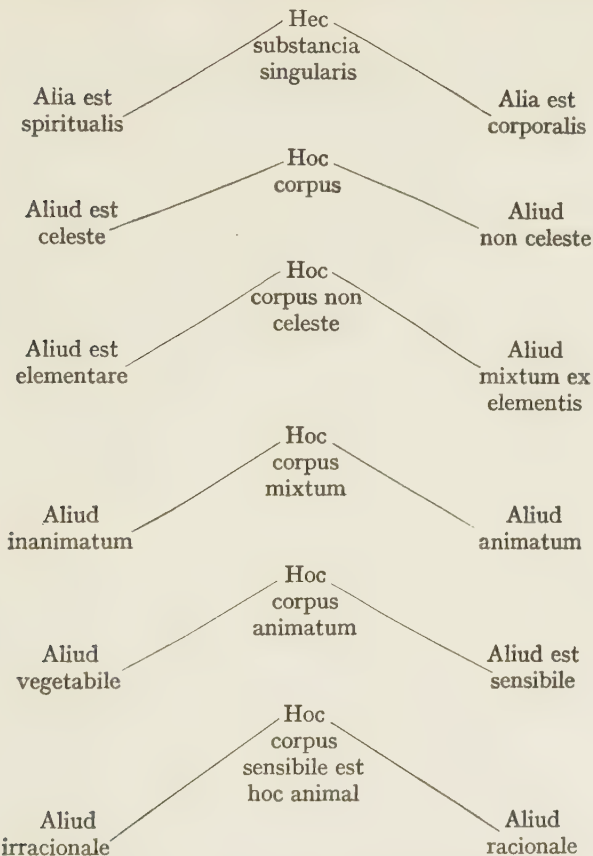 Hec
substancia
singularis
Alia est
spiritualis
Alia est
corporalis
Hoc
corpus
Aliud est
celeste
Aliud
non celeste
Hoc
corpus non
celeste
Aliud est
elementare
Aliud
mixtum ex
elementis
Hoc
corpus
mixtum
Aliud
inanimatum
Aliud
animatum
Hoc
corpus
animatum
Aliud
vegetabile
Aliud est
sensibile
Hoc
corpus
sensibile est
hoc animal
Aliud
irracionale
Aliud
racionale